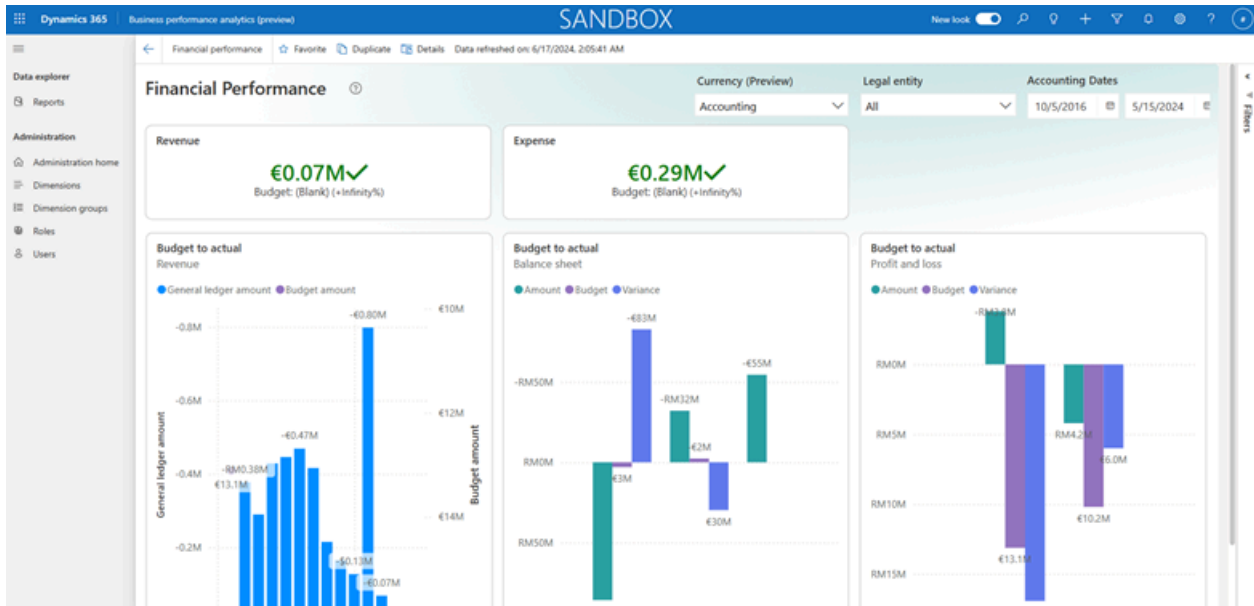 Dynamics 365 Business performance analytics (preview) SANDBOX New look
Financial performance Favorite Duplicate Details Data refreshed on: 6/17/2024, 2:05:41 AM
Data explorer
Reports
Administration
Administration home
Dimensions
Dimension groups
Roles
Users
Financial Performance
Currency (Preview) Legal entity Accounting Dates
Accounting All 10/5/2016 5/15/2024
Filters
Revenue
€0.07M
Budget: (Blank) (+Infinity%)
Expense
€0.29M
Budget: (Blank) (+Infinity%)
Budget to actual
Revenue
General ledger amount Budget amount
General ledger amount
-0.8M
-0.6M
-0.4M
-0.2M
-€0.80M
-€0.47M
-RM0.38M
€13.1M
-$0.13M
-€0.07M
€10M
€12M
€14M
Budget amount
Budget to actual
Balance sheet
Amount Budget Variance
-RM50M
RM0M
RM50M
-€83M
-€55M
-RM32M
-€2M
€3M
€30M
Budget to actual
Profit and loss
Amount Budget Variance
RM0M
RM5M
RM10M
RM15M
RM4.2M
€6.0M
€10.2M
€13.1M